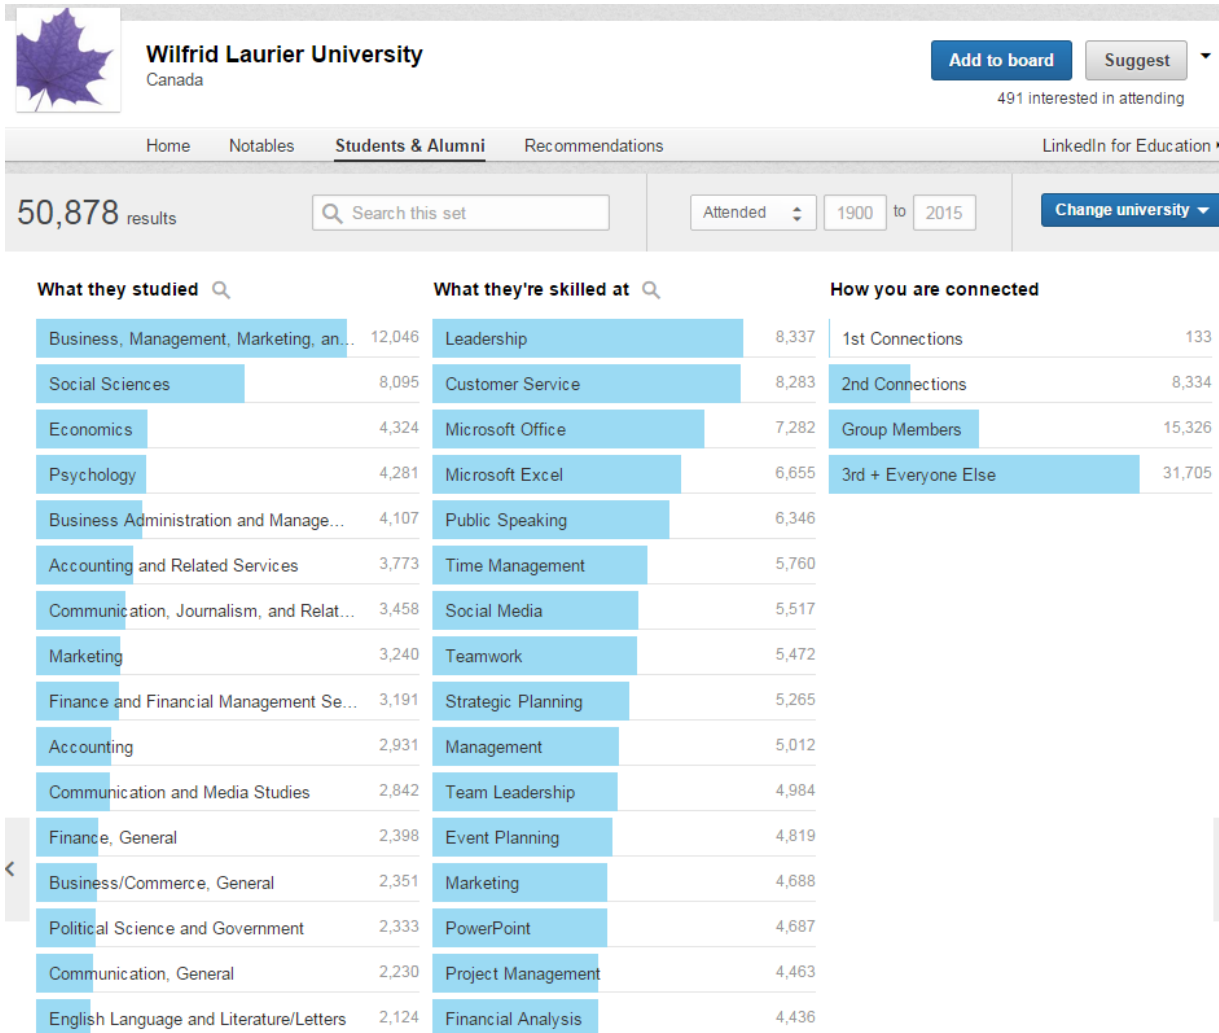 Wilfrid Laurier University
Canada
Add to board
Suggest
491 interested in attending
Home Notables Students & Alumni Recommendations LinkedIn for Education
50,878 results
Search this set
Attended 1900 to 2015
Change university
What they studied
Business, Management, Marketing, an... 12,046
Social Sciences 8,095
Economics 4,324
Psychology 4,281
Business Administration and Manage... 4,107
Accounting and Related Services 3,773
Communication, Journalism, and Relat... 3,458
Marketing 3,240
Finance and Financial Management Se... 3,191
Accounting 2,931
Communication and Media Studies 2,842
Finance, General 2,398
Business/Commerce, General 2,351
Political Science and Government 2,333
Communication, General 2,230
English Language and Literature/Letters 2,124
What they're skilled at
Leadership 8,337
Customer Service 8,283
Microsoft Office 7,282
Microsoft Excel 6,655
Public Speaking 6,346
Time Management 5,760
Social Media 5,517
Teamwork 5,472
Strategic Planning 5,265
Management 5,012
Team Leadership 4,984
Event Planning 4,819
Marketing 4,688
PowerPoint 4,687
Project Management 4,463
Financial Analysis 4,436
How you are connected
1st Connections 133
2nd Connections 8,334
Group Members 15,326
3rd + Everyone Else 31,705